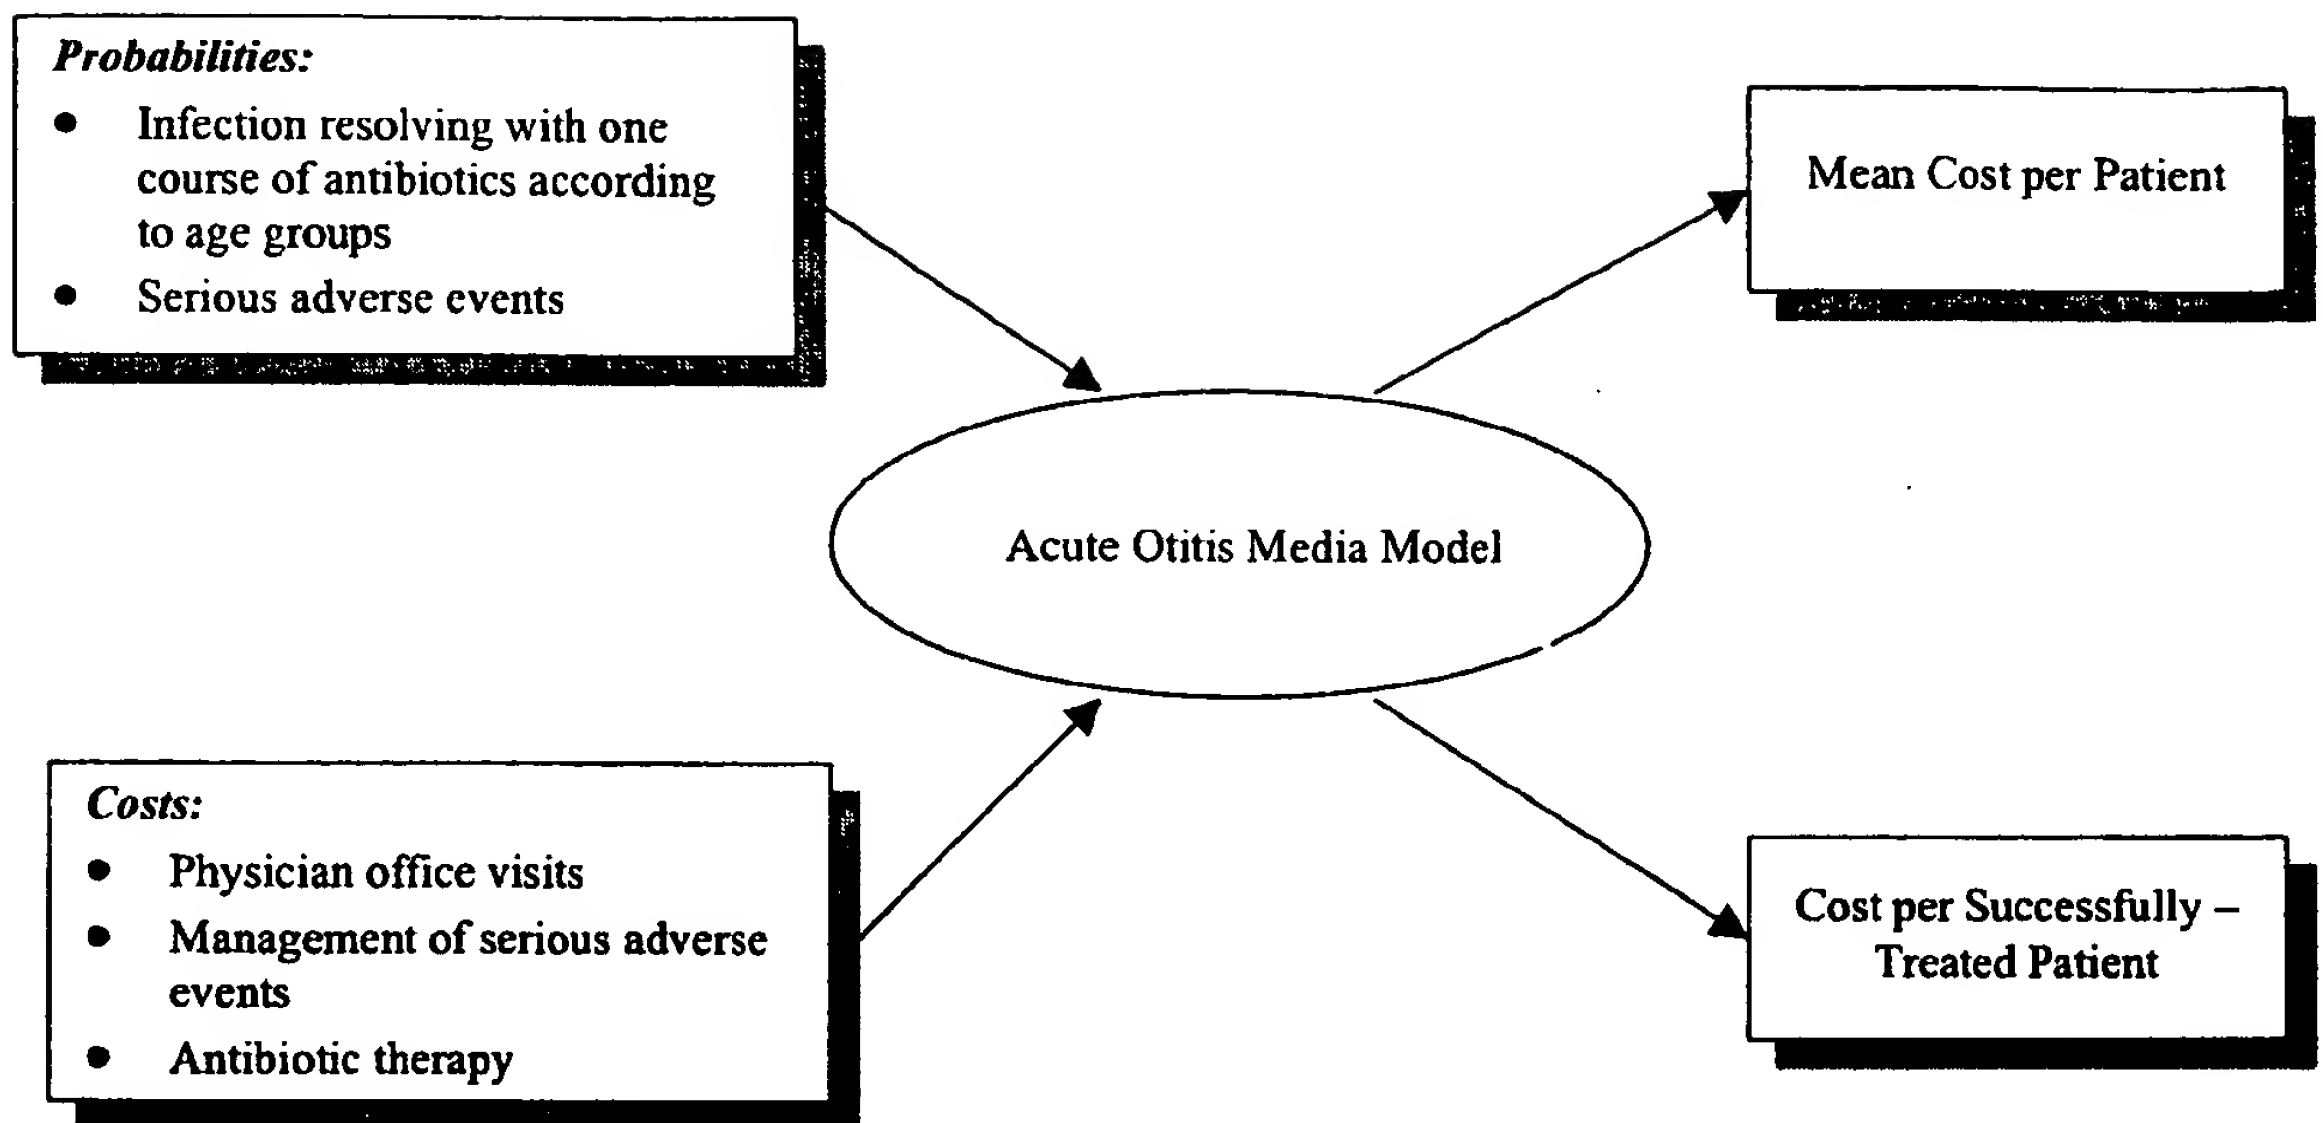 Probabilities:
• Infection resolving with one
course of antibiotics according
to age groups
• Serious adverse events
Mean Cost per Patient
Acute Otitis Media Model
Costs:
• Physician office visits
• Management of serious adverse
events
• Antibiotic therapy
Cost per Successfully –
Treated Patient